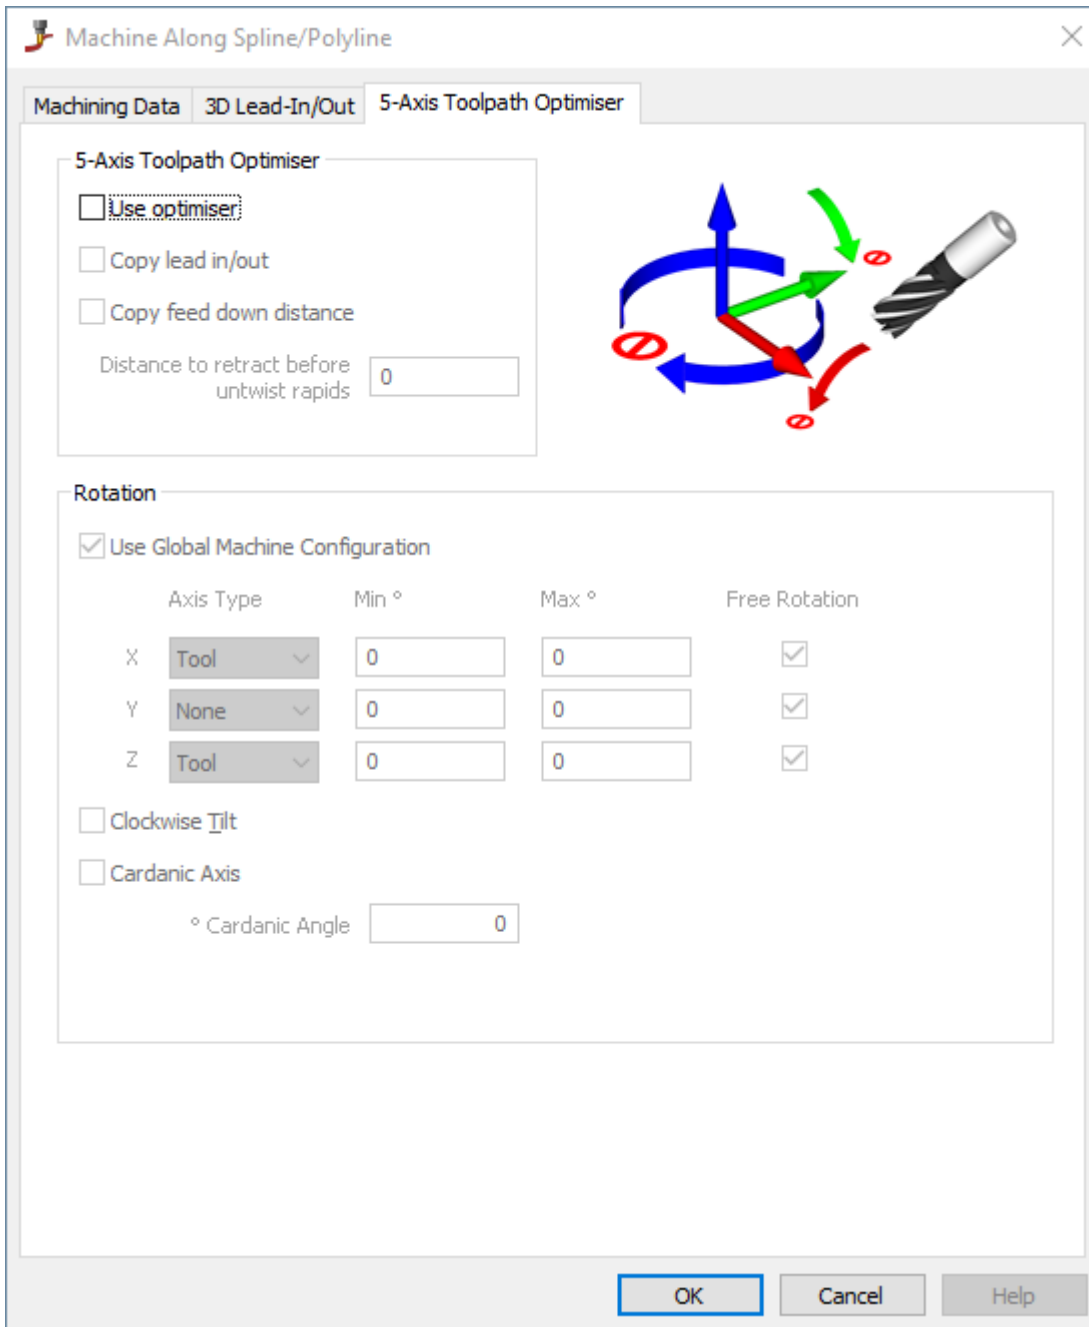 Machine Along Spline/Polyline
Machining Data 3D Lead-In/Out 5-Axis Toolpath Optimiser
5-Axis Toolpath Optimiser
Use optimiser
Copy lead in/out
Copy feed down distance
Distance to retract before
untwist rapids
0
Rotation
Use Global Machine Configuration
Axis Type Min ° Max ° Free Rotation
X Tool 0 0
Y None 0 0
Z Tool 0 0
Clockwise Tilt
Cardanic Axis
° Cardanic Angle 0
OK Cancel Help